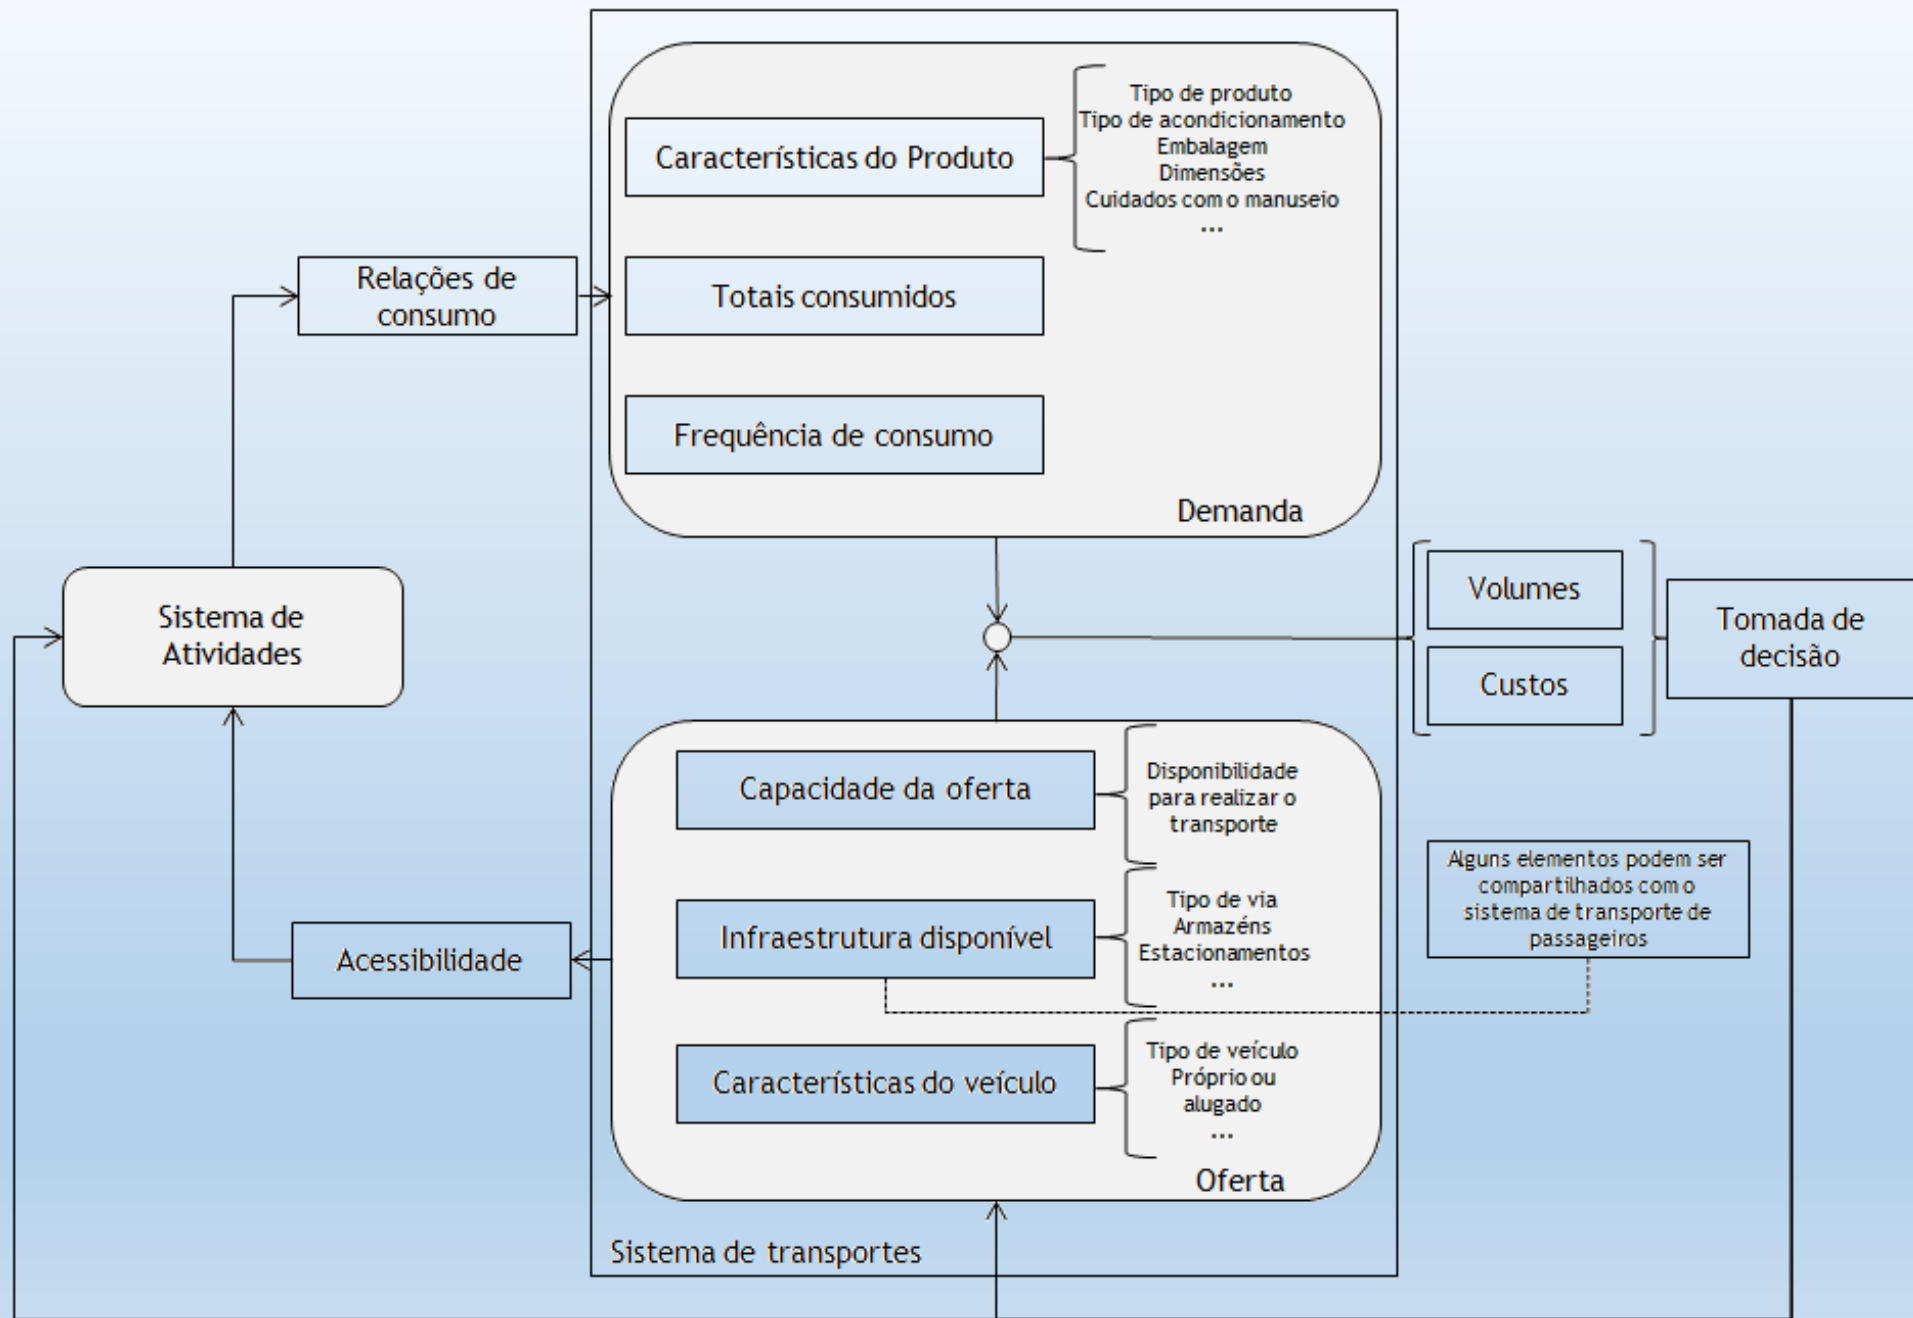 Características do Produto
Tipo de produto
Tipo de acondicionamento
Embalagem
Dimensões
Cuidados com o manuseio
...
Relações de
consumo
Totais consumidos
Frequência de consumo
Demanda
Sistema de
Atividades
Volumes
Custos
Tomada de
decisão
Capacidade da oferta
Disponibilidade
para realizar o
transporte
Alguns elementos podem ser
compartilhados com o
sistema de transporte de
passageiros
Infraestrutura disponível
Tipo de via
Armazéns
Estacionamentos
...
Acessibilidade
Características do veículo
Tipo de veículo
Próprio ou
alugado
...
Oferta
Sistema de transportes